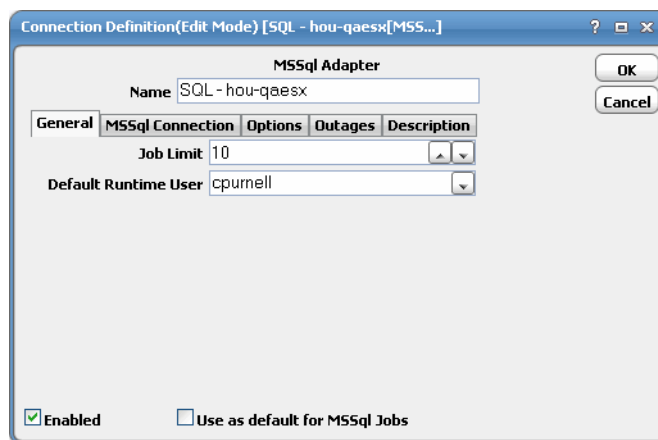 Connection Definition(Edit Mode) [SQL - hou-qaesx[MSS...] ?
MSSql Adapter
OK
Name SQL - hou-qaesx
Cancel
General MSSql Connection Options Outages Description
Job Limit 10
Default Runtime User cpurnell
Enabled Use as default for MSSql Jobs